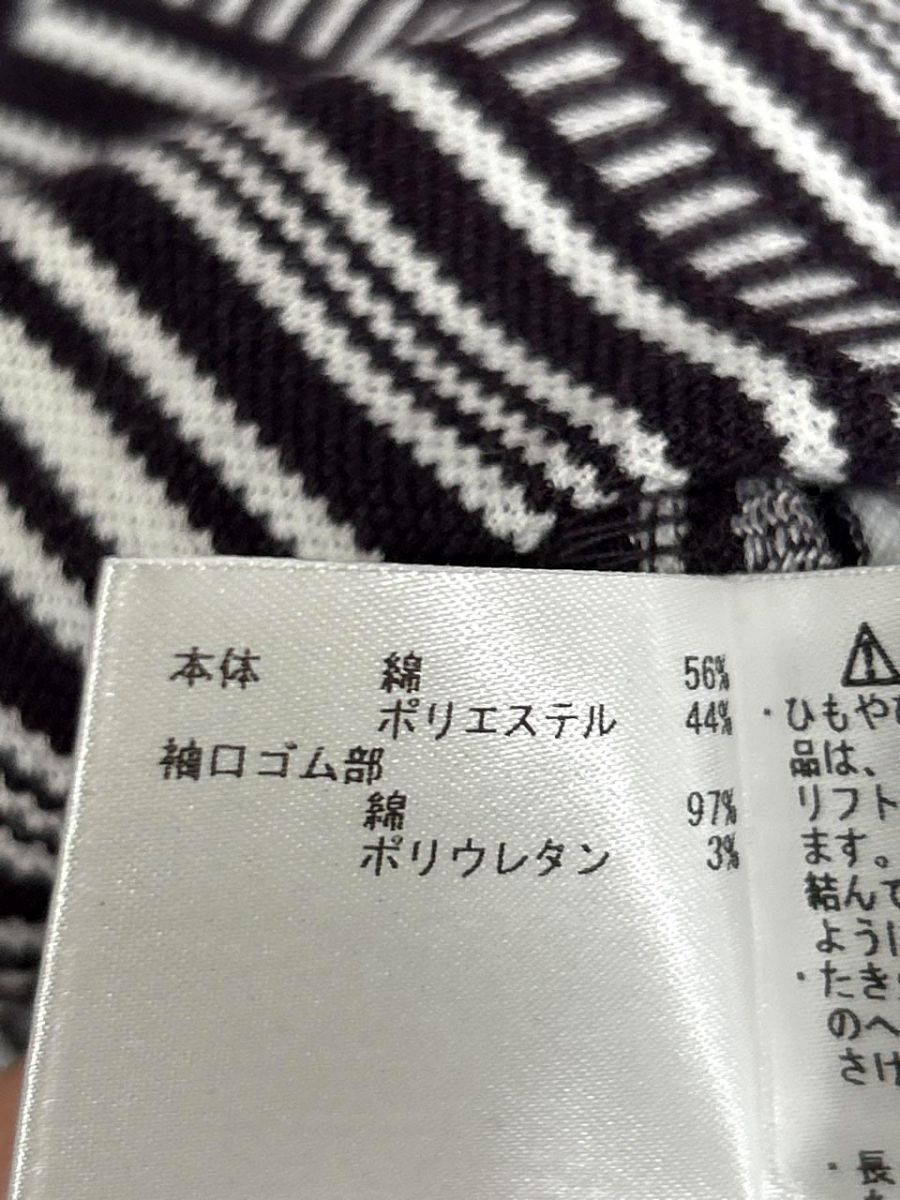 本体 綿 56%
ポリエステル 44%
袖口ゴム部
綿 97%
ポリウレタン 3%
・ひもや
品は、
リフト
ます。
結んで
ように
・たき
のへ
さけ
・長